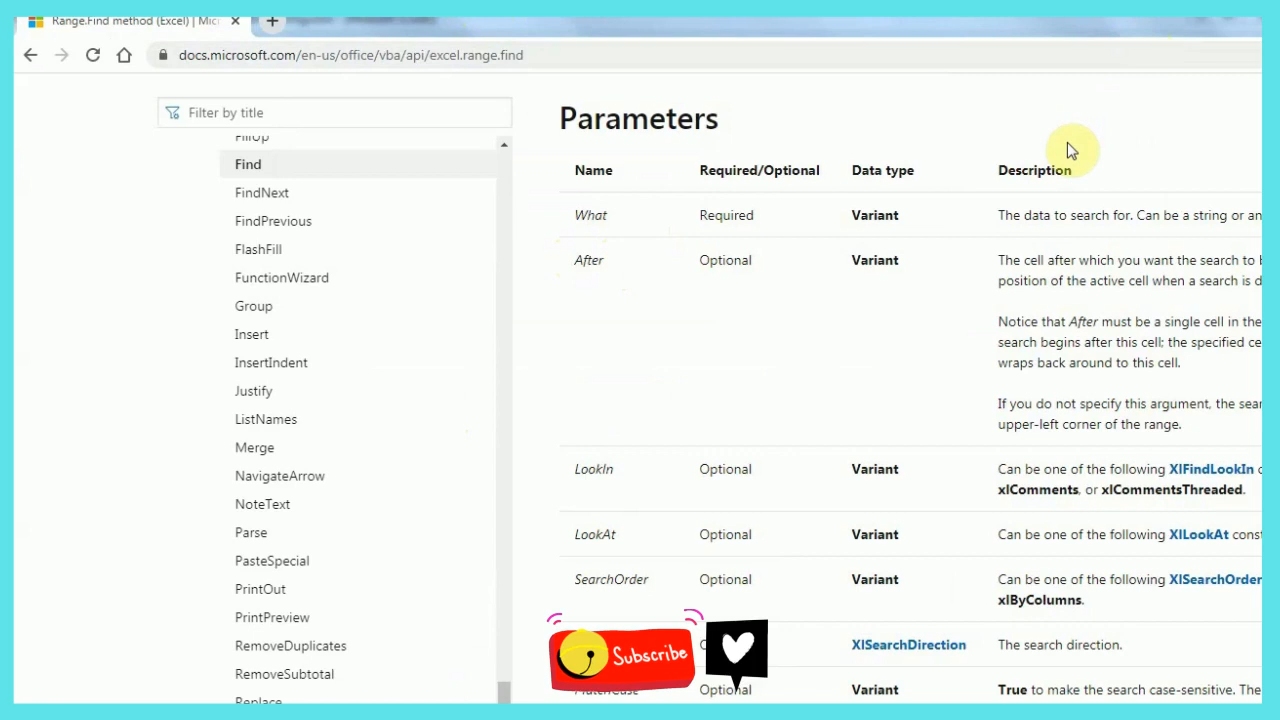 Range.Find method (Excel) | Mic
docs.microsoft.com/en-us/office/vba/api/excel.range.find
Filter by title
FillUp
Find
FindNext
FindPrevious
FlashFill
FunctionWizard
Group
Insert
InsertIndent
Justify
ListNames
Merge
NavigateArrow
NoteText
Parse
PasteSpecial
PrintOut
PrintPreview
RemoveDuplicates
RemoveSubtotal
Replace
Parameters
Name Required/Optional Data type Description
What Required Variant The data to search for. Can be a string or an
After Optional Variant The cell after which you want the search to
position of the active cell when a search is d
Notice that After must be a single cell in the
search begins after this cell; the specified ce
wraps back around to this cell.
If you do not specify this argument, the sear
upper-left corner of the range.
LookIn Optional Variant Can be one of the following XlFindLookIn
xlComments, or xlCommentsThreaded.
LookAt Optional Variant Can be one of the following XlLookAt const
SearchOrder Optional Variant Can be one of the following XlSearchOrder
xlByColumns.
XlSearchDirection The search direction.
MatchCase Optional Variant True to make the search case-sensitive. The
Subscribe